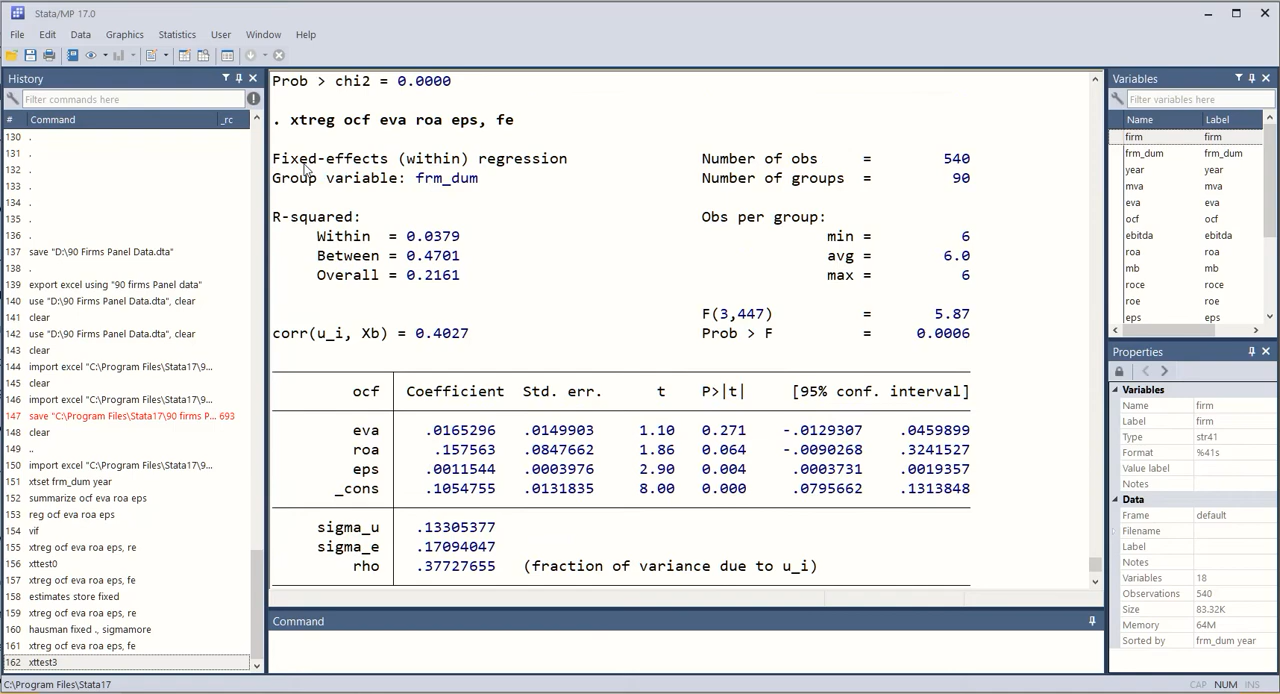 Stata/MP 17.0
File Edit Data Graphics Statistics User Window Help
History
Filter commands here
# Command _rc
130 .
131 .
132 .
133 .
134 .
135 .
136 .
137 save "D:\90 Firms Panel Data.dta"
138 .
139 export excel using "90 firms Panel data"
140 use "D:\90 Firms Panel Data.dta", clear
141 clear
142 use "D:\90 Firms Panel Data.dta", clear
143 clear
144 import excel "C:\Program Files\Stata17\9...
145 clear
146 import excel "C:\Program Files\Stata17\9...
147 save "C:\Program Files\Stata17\90 firms P... 693
148 clear
149 ..
150 import excel "C:\Program Files\Stata17\9...
151 xtset frm_dum year
152 summarize ocf eva roa eps
153 reg ocf eva roa eps
154 vif
155 xtreg ocf eva roa eps, re
156 xttest0
157 xtreg ocf eva roa eps, fe
158 estimates store fixed
159 xtreg ocf eva roa eps, re
160 hausman fixed ., sigmamore
161 xtreg ocf eva roa eps, fe
162 xttest3
Prob > chi2 = 0.0000
. xtreg ocf eva roa eps, fe
Fixed-effects (within) regression Number of obs = 540
Group variable: frm_dum Number of groups = 90
R-squared: Obs per group:
Within = 0.0379 min = 6
Between = 0.4701 avg = 6.0
Overall = 0.2161 max = 6
F(3,447) = 5.87
corr(u_i, Xb) = 0.4027 Prob > F = 0.0006
ocf Coefficient Std. err. t P>|t| [95% conf. interval]
eva .0165296 .0149903 1.10 0.271 -.0129307 .0459899
roa .157563 .0847662 1.86 0.064 -.0090268 .3241527
eps .0011544 .0003976 2.90 0.004 .0003731 .0019357
_cons .1054755 .0131835 8.00 0.000 .0795662 .1313848
sigma_u .13305377
sigma_e .17094047
rho .37727655 (fraction of variance due to u_i)
Command
Variables
Filter variables here
Name Label
firm firm
frm_dum frm_dum
year year
mva mva
eva eva
ocf ocf
ebitda ebitda
roa roa
mb mb
roce roce
roe roe
eps eps
Properties
Variables
Name firm
Label firm
Type str41
Format %41s
Value label
Notes
Data
Frame default
Filename
Label
Notes
Variables 18
Observations 540
Size 83.32K
Memory 64M
Sorted by frm_dum year
C:\Program Files\Stata17
CAP NUM INS